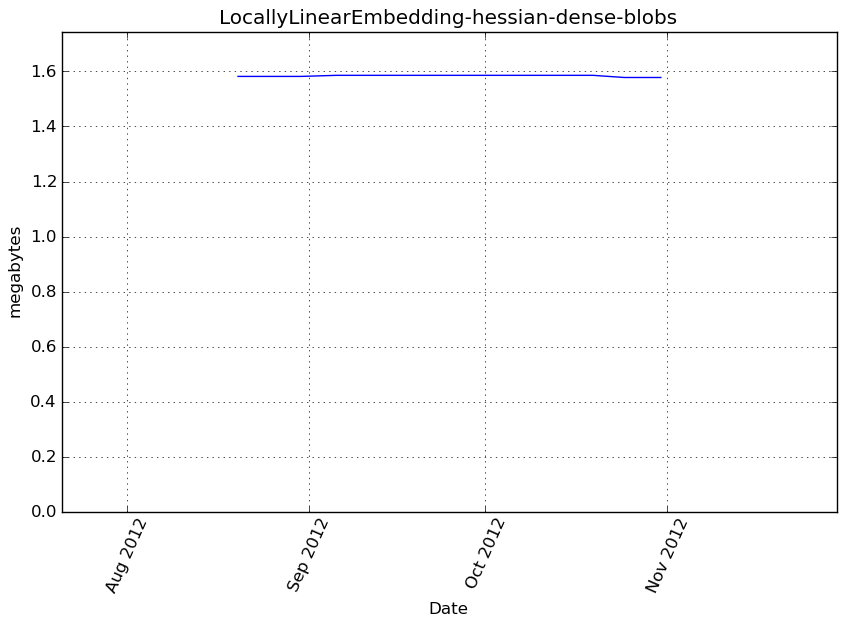 LocallyLinearEmbedding-hessian-dense-blobs
megabytes
1.6
1.4
1.2
1.0
0.8
0.6
0.4
0.2
0.0
Aug 2012
Sep 2012
Oct 2012
Nov 2012
Date